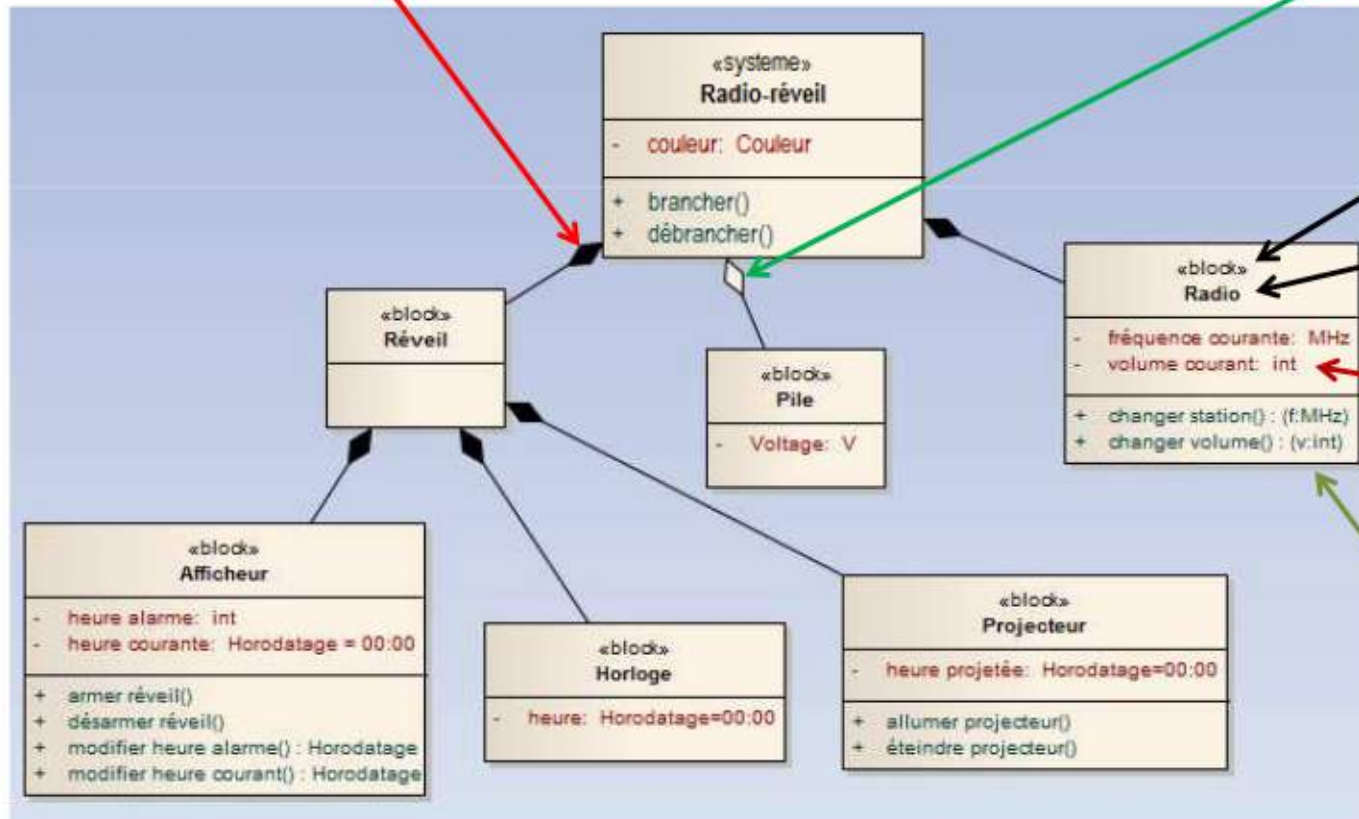 «systeme»
Radio-réveil
- couleur: Couleur
+ brancher()
+ débrancher()
«block»
Réveil
«block»
Pile
- Voltage: V
«block»
Radio
- fréquence courante: MHz
- volume courant: int
+ changer station() : (f:MHz)
+ changer volume() : (v:int)
«block»
Afficheur
- heure alarme: int
- heure courante: Horodatage = 00:00
+ armer réveil()
+ désarmer réveil()
+ modifier heure alarme() : Horodatage
+ modifier heure courant() : Horodatage
«block»
Horloge
- heure: Horodatage=00:00
«block»
Projecteur
- heure projetée: Horodatage=00:00
+ allumer projecteur()
+ éteindre projecteur()